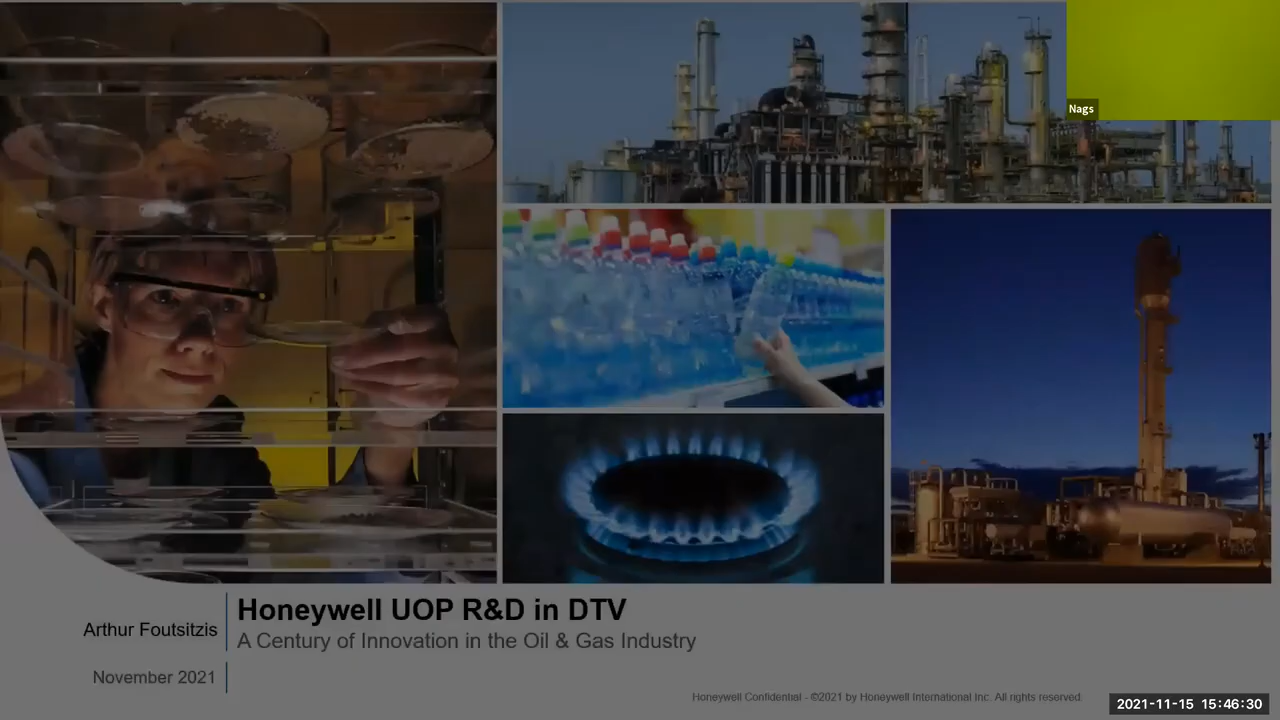 Nags
Honeywell UOP R&D in DTV
Arthur Foutsitzis
A Century of Innovation in the Oil & Gas Industry
November 2021
Honeywell Confidential - ©2021 by Honeywell International Inc. All rights reserved.
2021-11-15 15:46:30